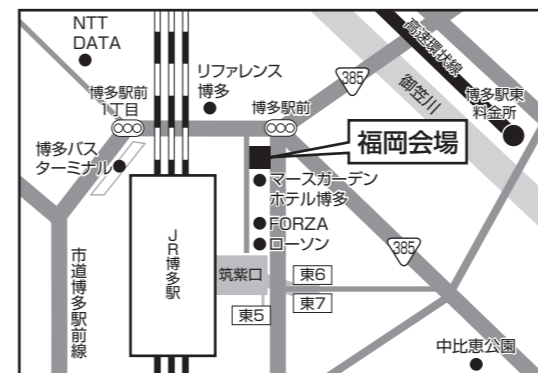 NTT
DATA
博多駅前
1丁目
リファレンス
博多
博多駅前
385
高速環状線
御笠川
博多駅東
料金所
福岡会場
博多バス
ターミナル
マースガーデン
ホテル博多
FORZA
ローソン
JR博多駅
筑紫口
385
東6
東7
東5
市道博多駅前線
中比恵公園